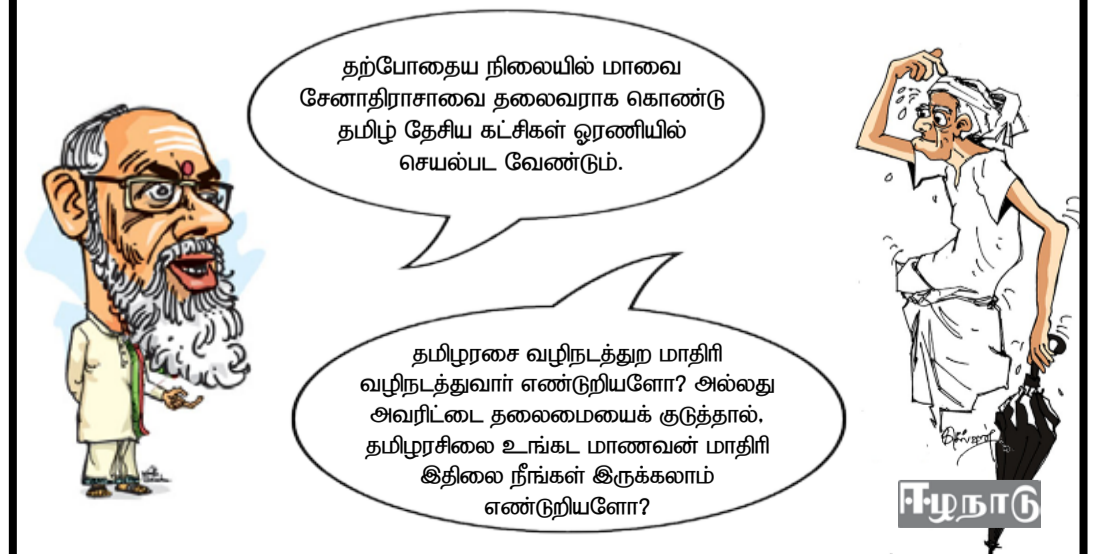 தற்போதைய நிலையில் மாவை
சேனாதிராசாவை தலைவராக கொண்டு
தமிழ் தேசிய கட்சிகள் ஓரணியில்
செயல்பட வேண்டும்.
தமிழரசை வழிநடத்துற மாதிரி
வழிநடத்துவார் எண்டுறியளோ? அல்லது
அவரிட்டை தலைமையைக் குடுத்தால்,
தமிழரசிலை உங்கட மாணவன் மாதிரி
இதிலை நீங்கள் இருக்கலாம்
எண்டுறியளோ?
ஈழநாடு